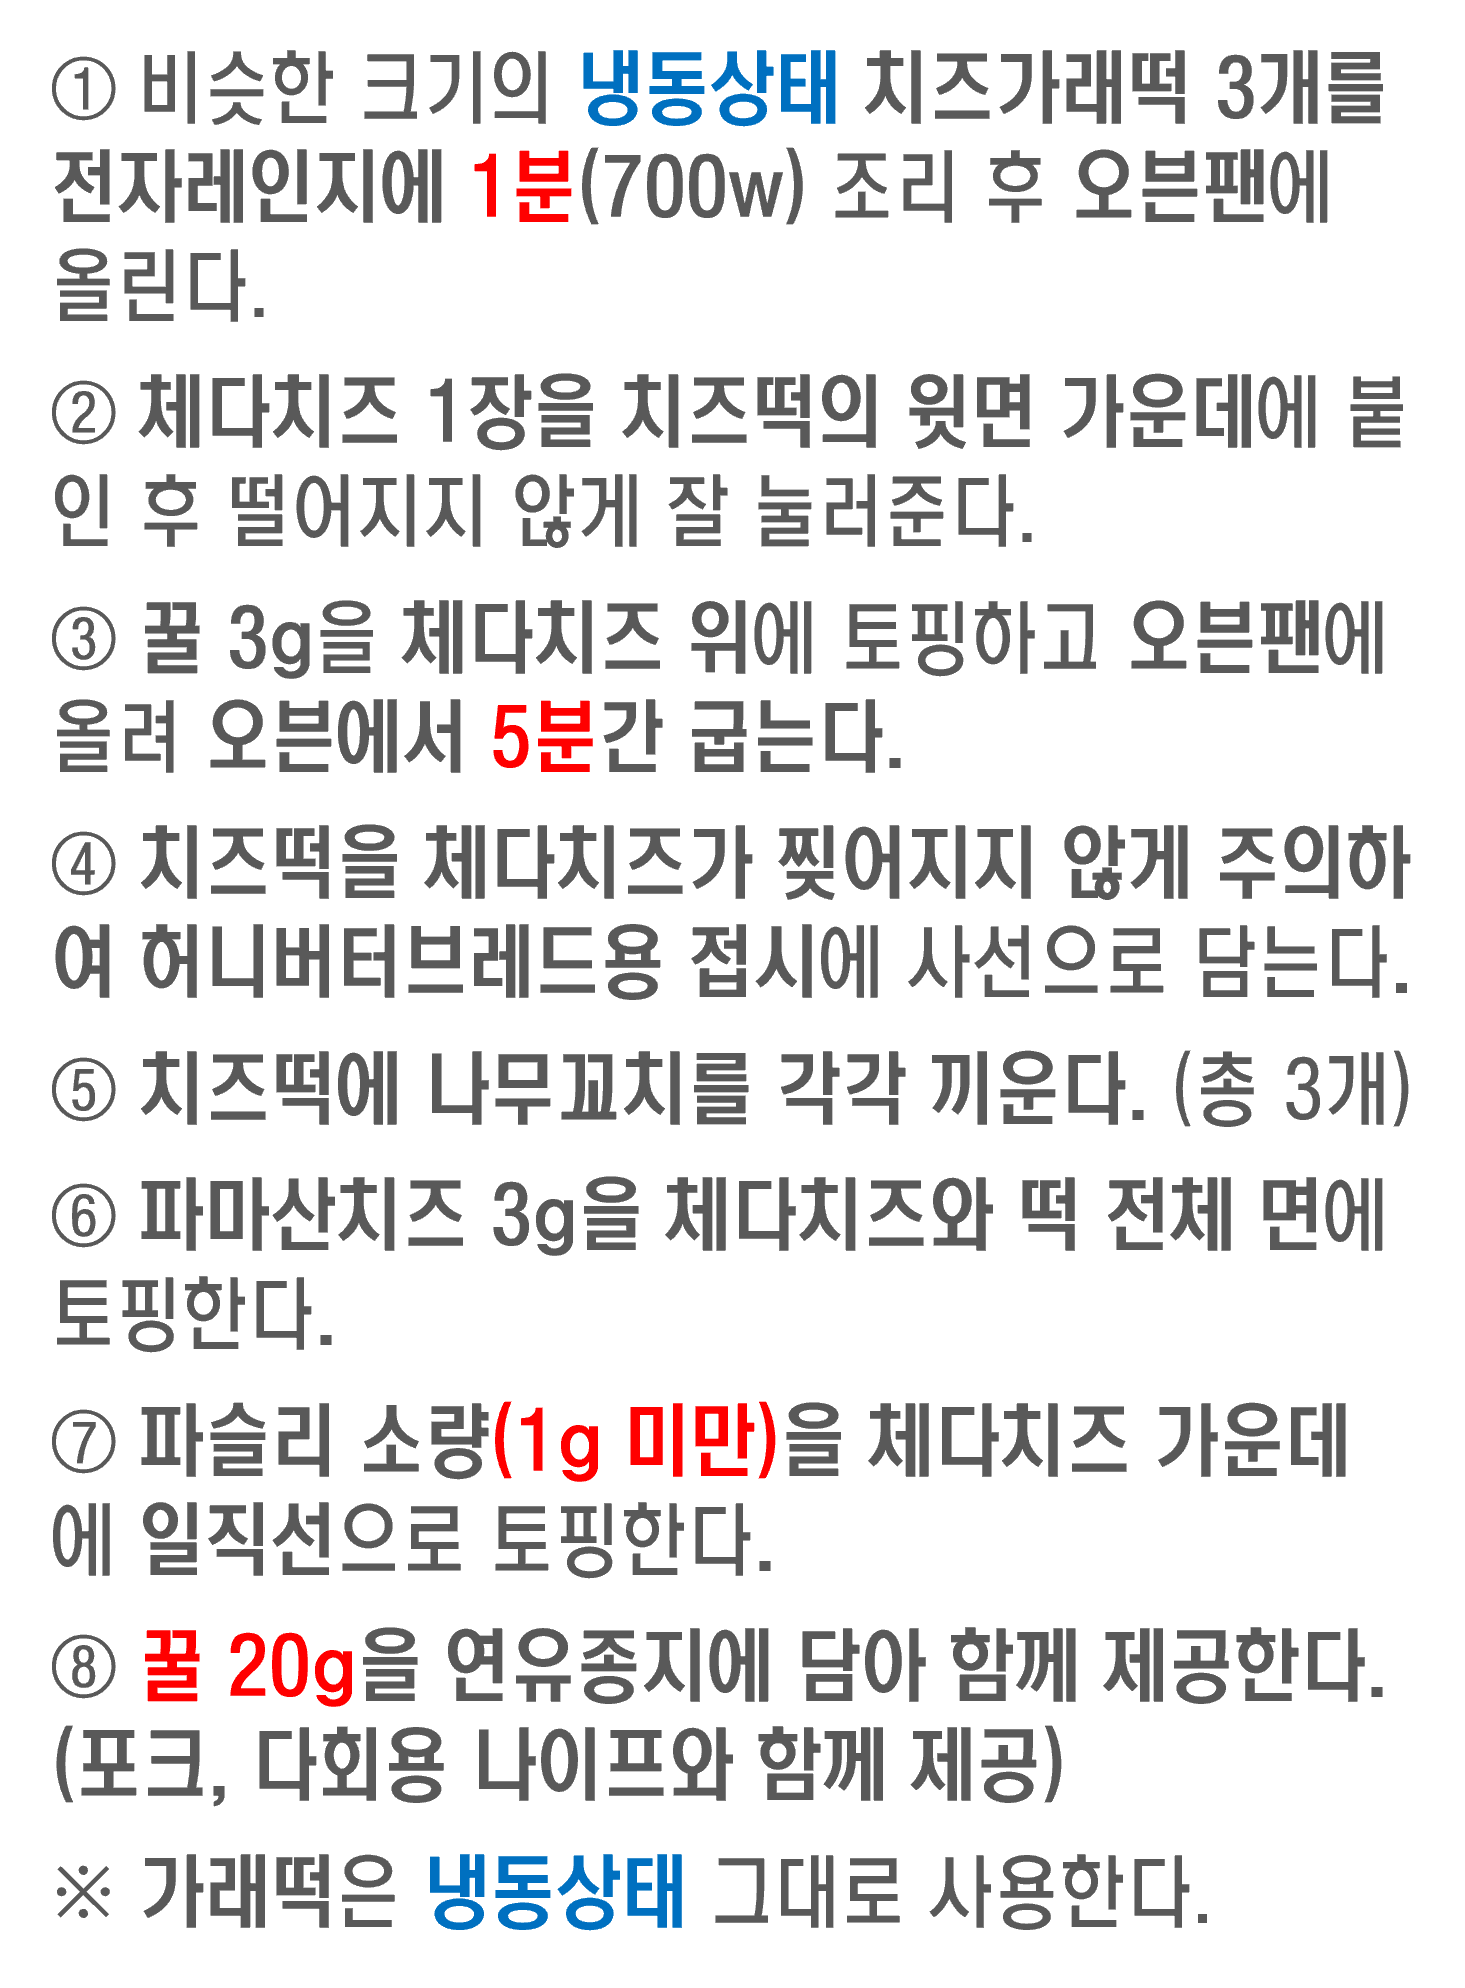 ① 비슷한 크기의 냉동상태 치즈가래떡 3개를
전자레인지에 1분(700w) 조리 후 오븐팬에
올린다.
② 체다치즈 1장을 치즈떡의 윗면 가운데에 붙
인 후 떨어지지 않게 잘 눌러준다.
③ 꿀 3g을 체다치즈 위에 토핑하고 오븐팬에
올려 오븐에서 5분간 굽는다.
④ 치즈떡을 체다치즈가 찢어지지 않게 주의하
여 허니버터브레드용 접시에 사선으로 담는다.
⑤ 치즈떡에 나무꼬치를 각각 끼운다. (총 3개)
⑥ 파마산치즈 3g을 체다치즈와 떡 전체 면에
토핑한다.
⑦ 파슬리 소량(1g 미만)을 체다치즈 가운데
에 일직선으로 토핑한다.
⑧ 꿀 20g을 연유종지에 담아 함께 제공한다.
(포크, 다회용 나이프와 함께 제공)
※ 가래떡은 냉동상태 그대로 사용한다.